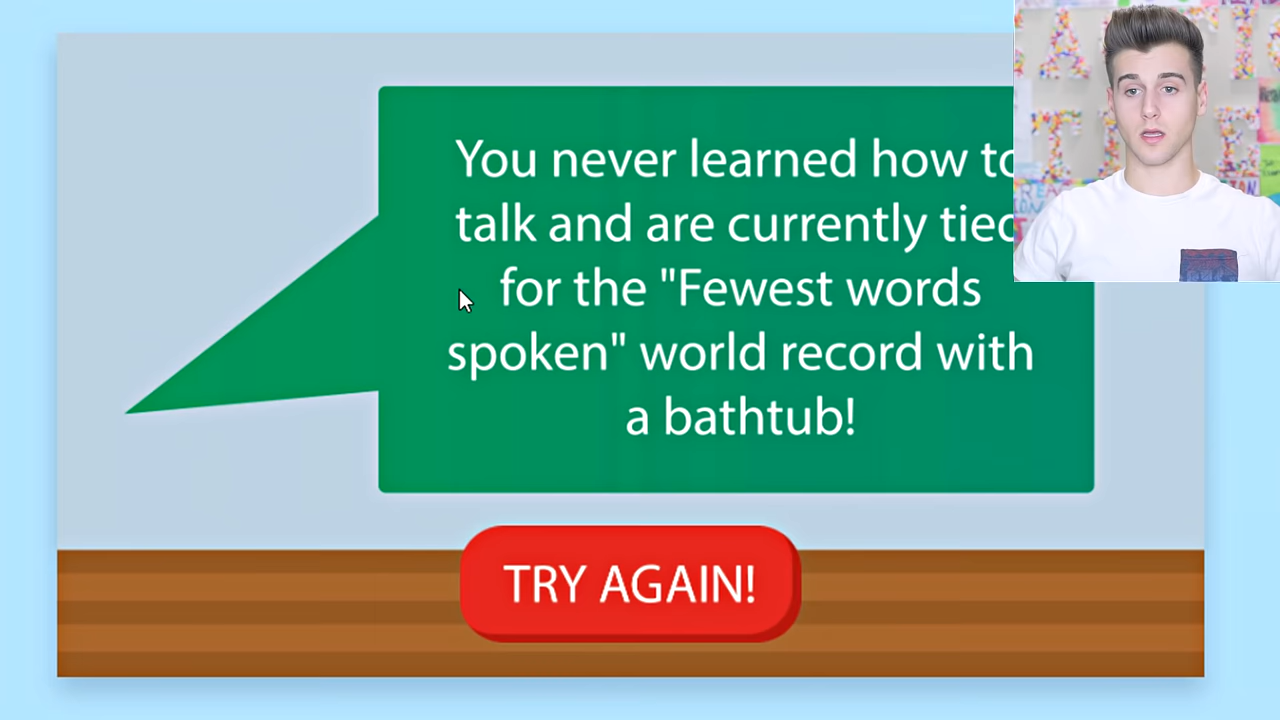 You never learned how to
talk and are currently tied
for the "Fewest words
spoken" world record with
a bathtub!
TRY AGAIN!